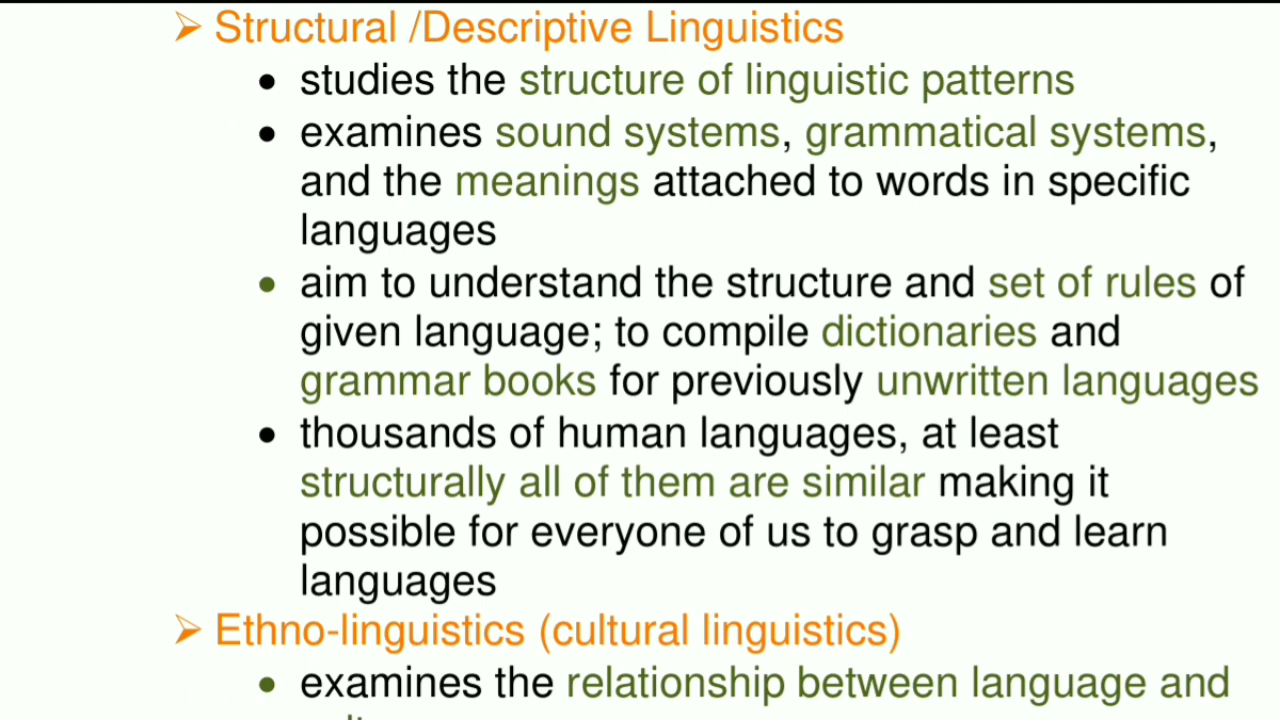 ➢ Structural /Descriptive Linguistics
• studies the structure of linguistic patterns
• examines sound systems, grammatical systems,
and the meanings attached to words in specific
languages
• aim to understand the structure and set of rules of
given language; to compile dictionaries and
grammar books for previously unwritten languages
• thousands of human languages, at least
structurally all of them are similar making it
possible for everyone of us to grasp and learn
languages
➢ Ethno-linguistics (cultural linguistics)
• examines the relationship between language and